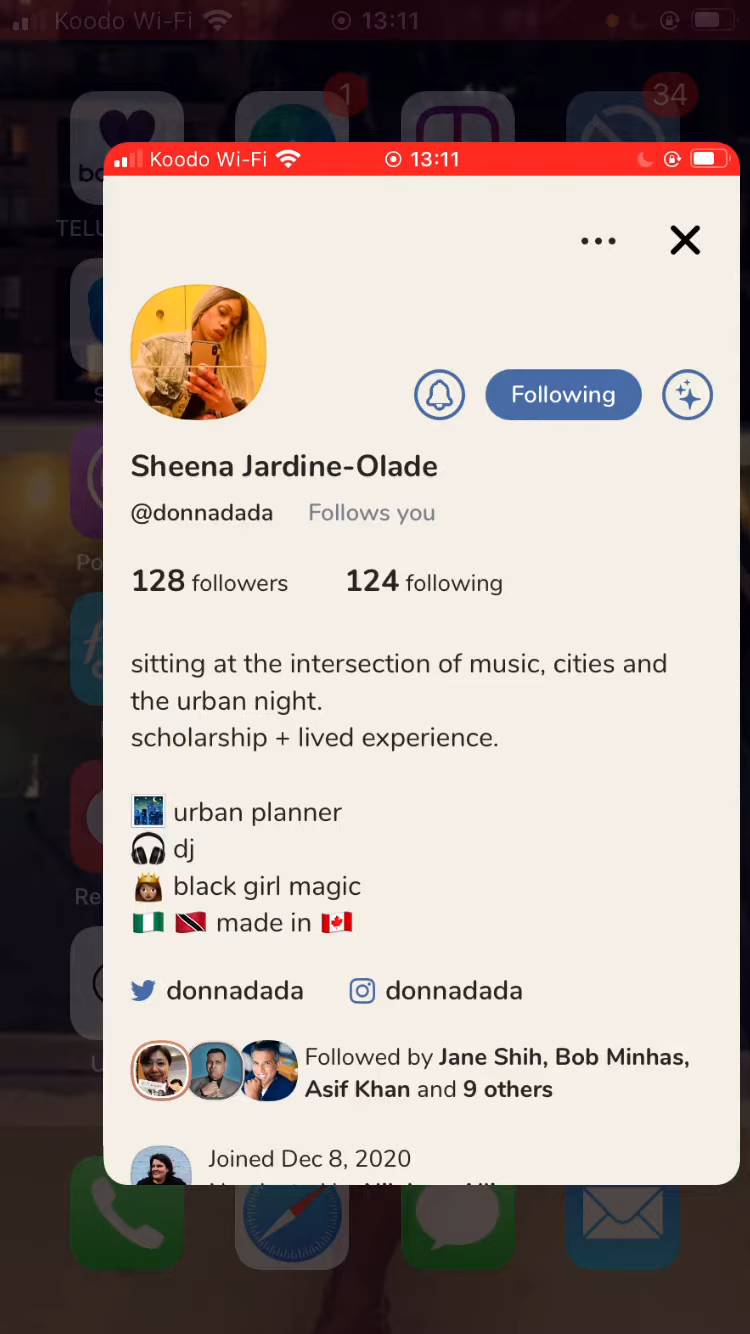 Koodo Wi-Fi 13:11
1
34
Koodo Wi-Fi 13:11
TELU
Following
Sheena Jardine-Olade
@donnadada Follows you
128 followers 124 following
sitting at the intersection of music, cities and
the urban night.
scholarship + lived experience.
urban planner
dj
black girl magic
made in
donnadada donnadada
Followed by Jane Shih, Bob Minhas,
Asif Khan and 9 others
Joined Dec 8, 2020